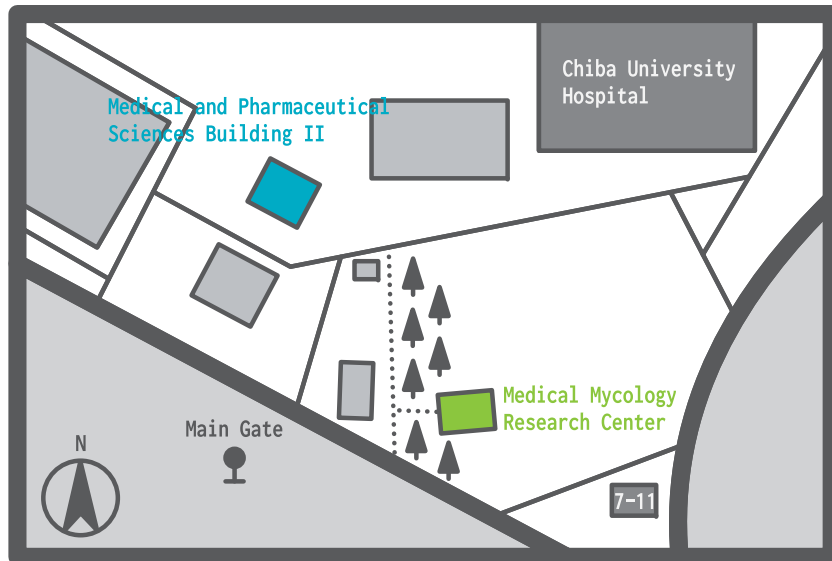 Chiba University
Hospital
Medical and Pharmaceutical
Sciences Building II
Medical Mycology
Research Center
Main Gate
N
7-11